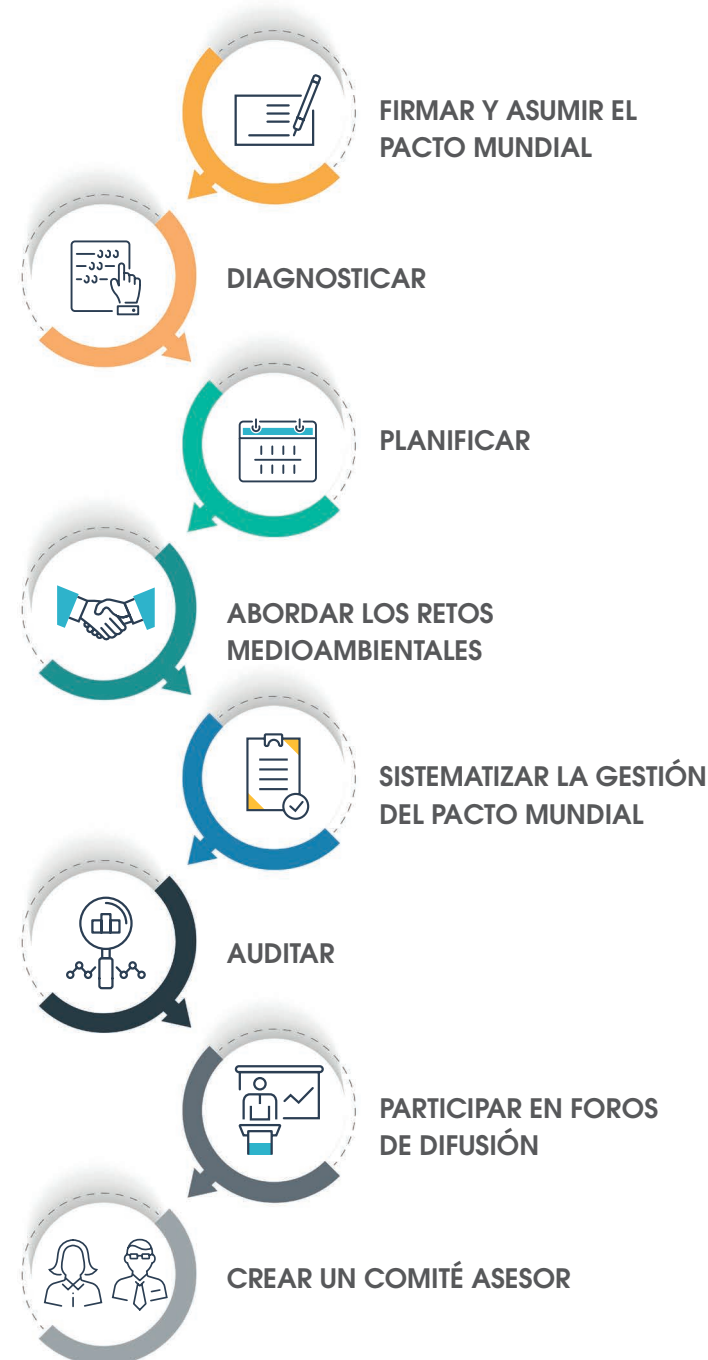 FIRMAR Y ASUMIR EL
PACTO MUNDIAL
DIAGNOSTICAR
PLANIFICAR
ABORDAR LOS RETOS
MEDIOAMBIENTALES
SISTEMATIZAR LA GESTIÓN
DEL PACTO MUNDIAL
AUDITAR
PARTICIPAR EN FOROS
DE DIFUSIÓN
CREAR UN COMITÉ ASESOR